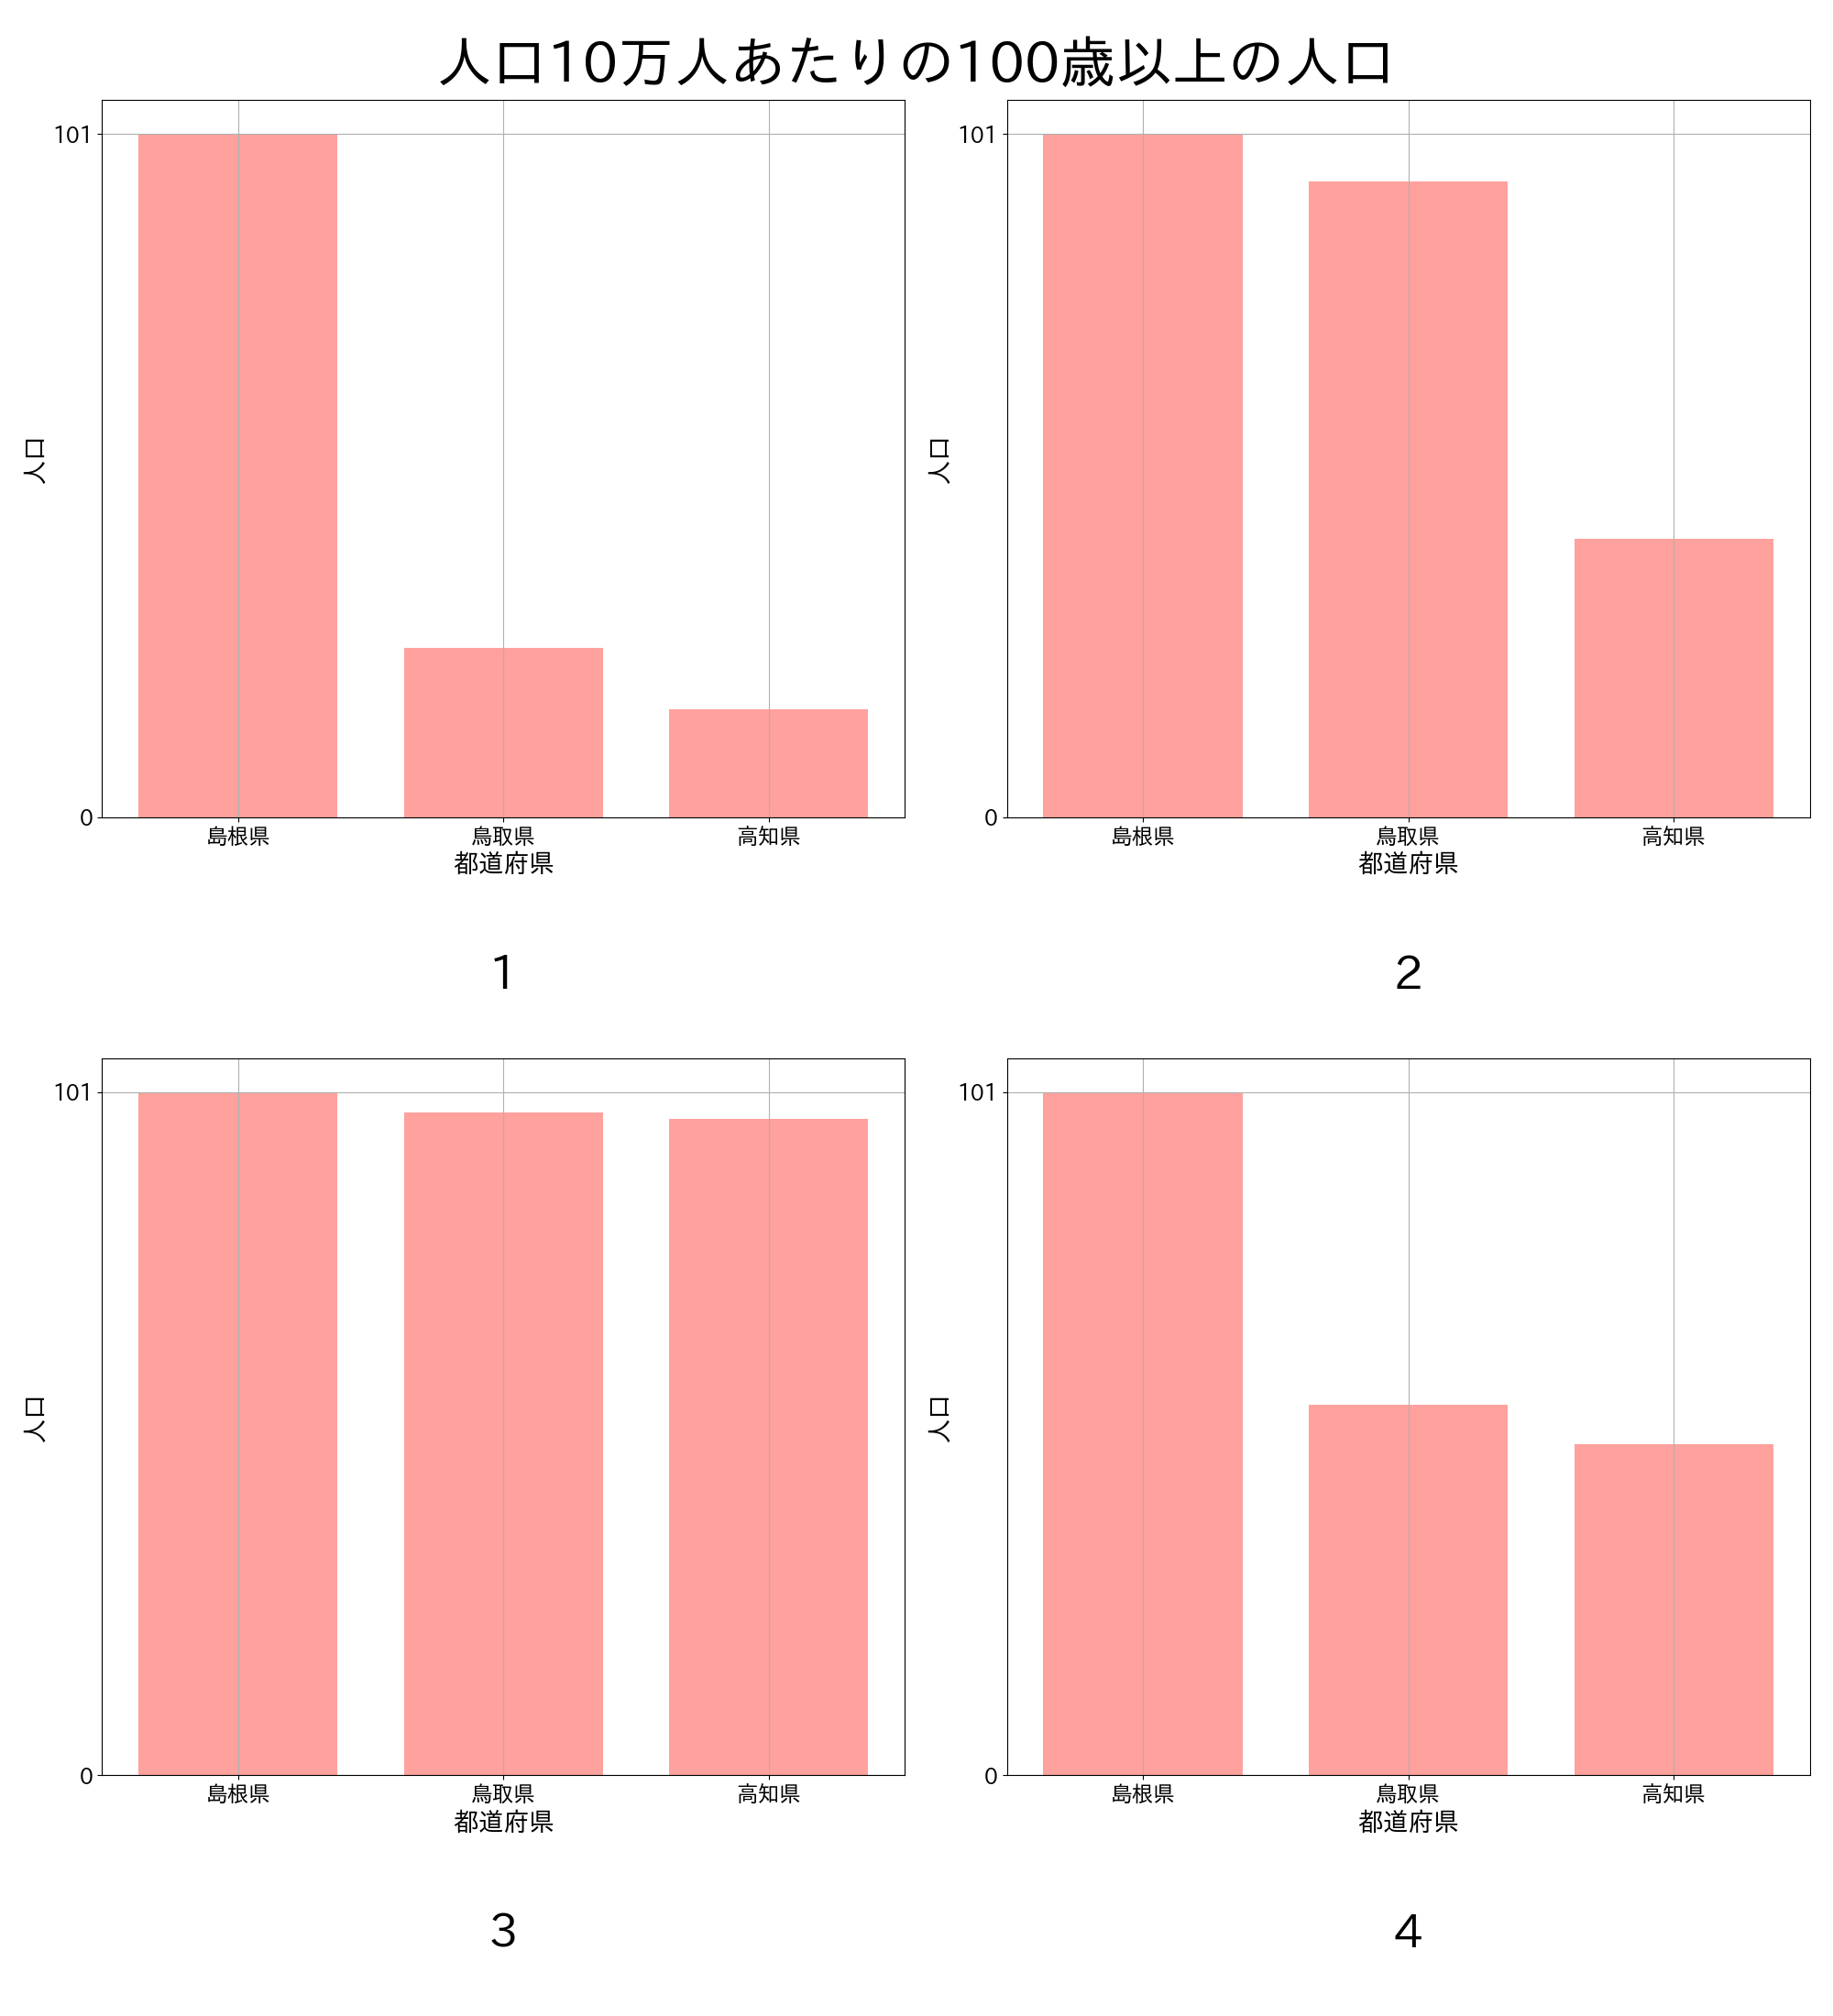 人口10万人あたりの100歳以上の人口
101
0
人口
島根県 鳥取県 高知県
都道府県
1
101
0
人口
島根県 鳥取県 高知県
都道府県
2
101
0
人口
島根県 鳥取県 高知県
都道府県
3
101
0
人口
島根県 鳥取県 高知県
都道府県
4